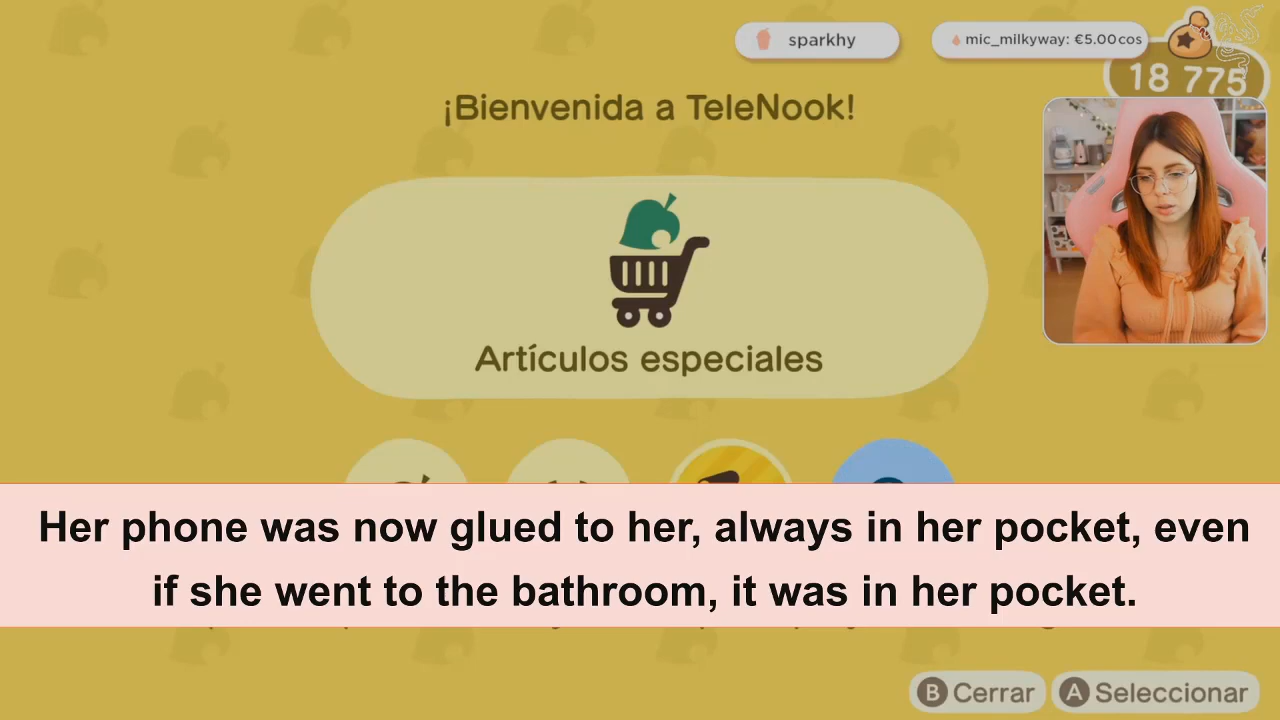 sparkhy
mic_milkyway: €5.00cos
18 775
¡Bienvenida a TeleNook!
Artículos especiales
Her phone was now glued to her, always in her pocket, even
if she went to the bathroom, it was in her pocket.
B Cerrar
A Seleccionar